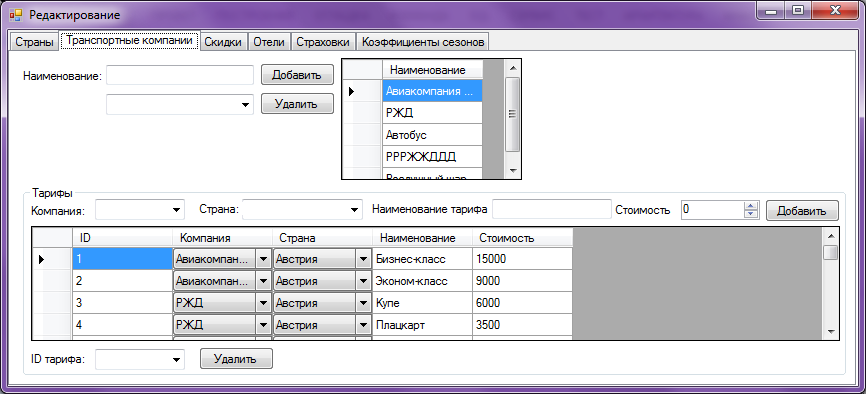 Редактирование
Страны Транспортные компании Скидки Отели Страховки Коэффициенты сезонов
Наименование: Добавить
Удалить
Наименование
Авиакомпания ...
РЖД
Автобус
РРРЖЖДДД
Воздушный шар
Тарифы
Компания: Страна: Наименование тарифа Стоимость 0 Добавить
ID Компания Страна Наименование Стоимость
1 Авиакомпан... Австрия Бизнес-класс 15000
2 Авиакомпан... Австрия Эконом-класс 9000
3 РЖД Австрия Купе 6000
4 РЖД Австрия Плацкарт 3500
ID тарифа: Удалить